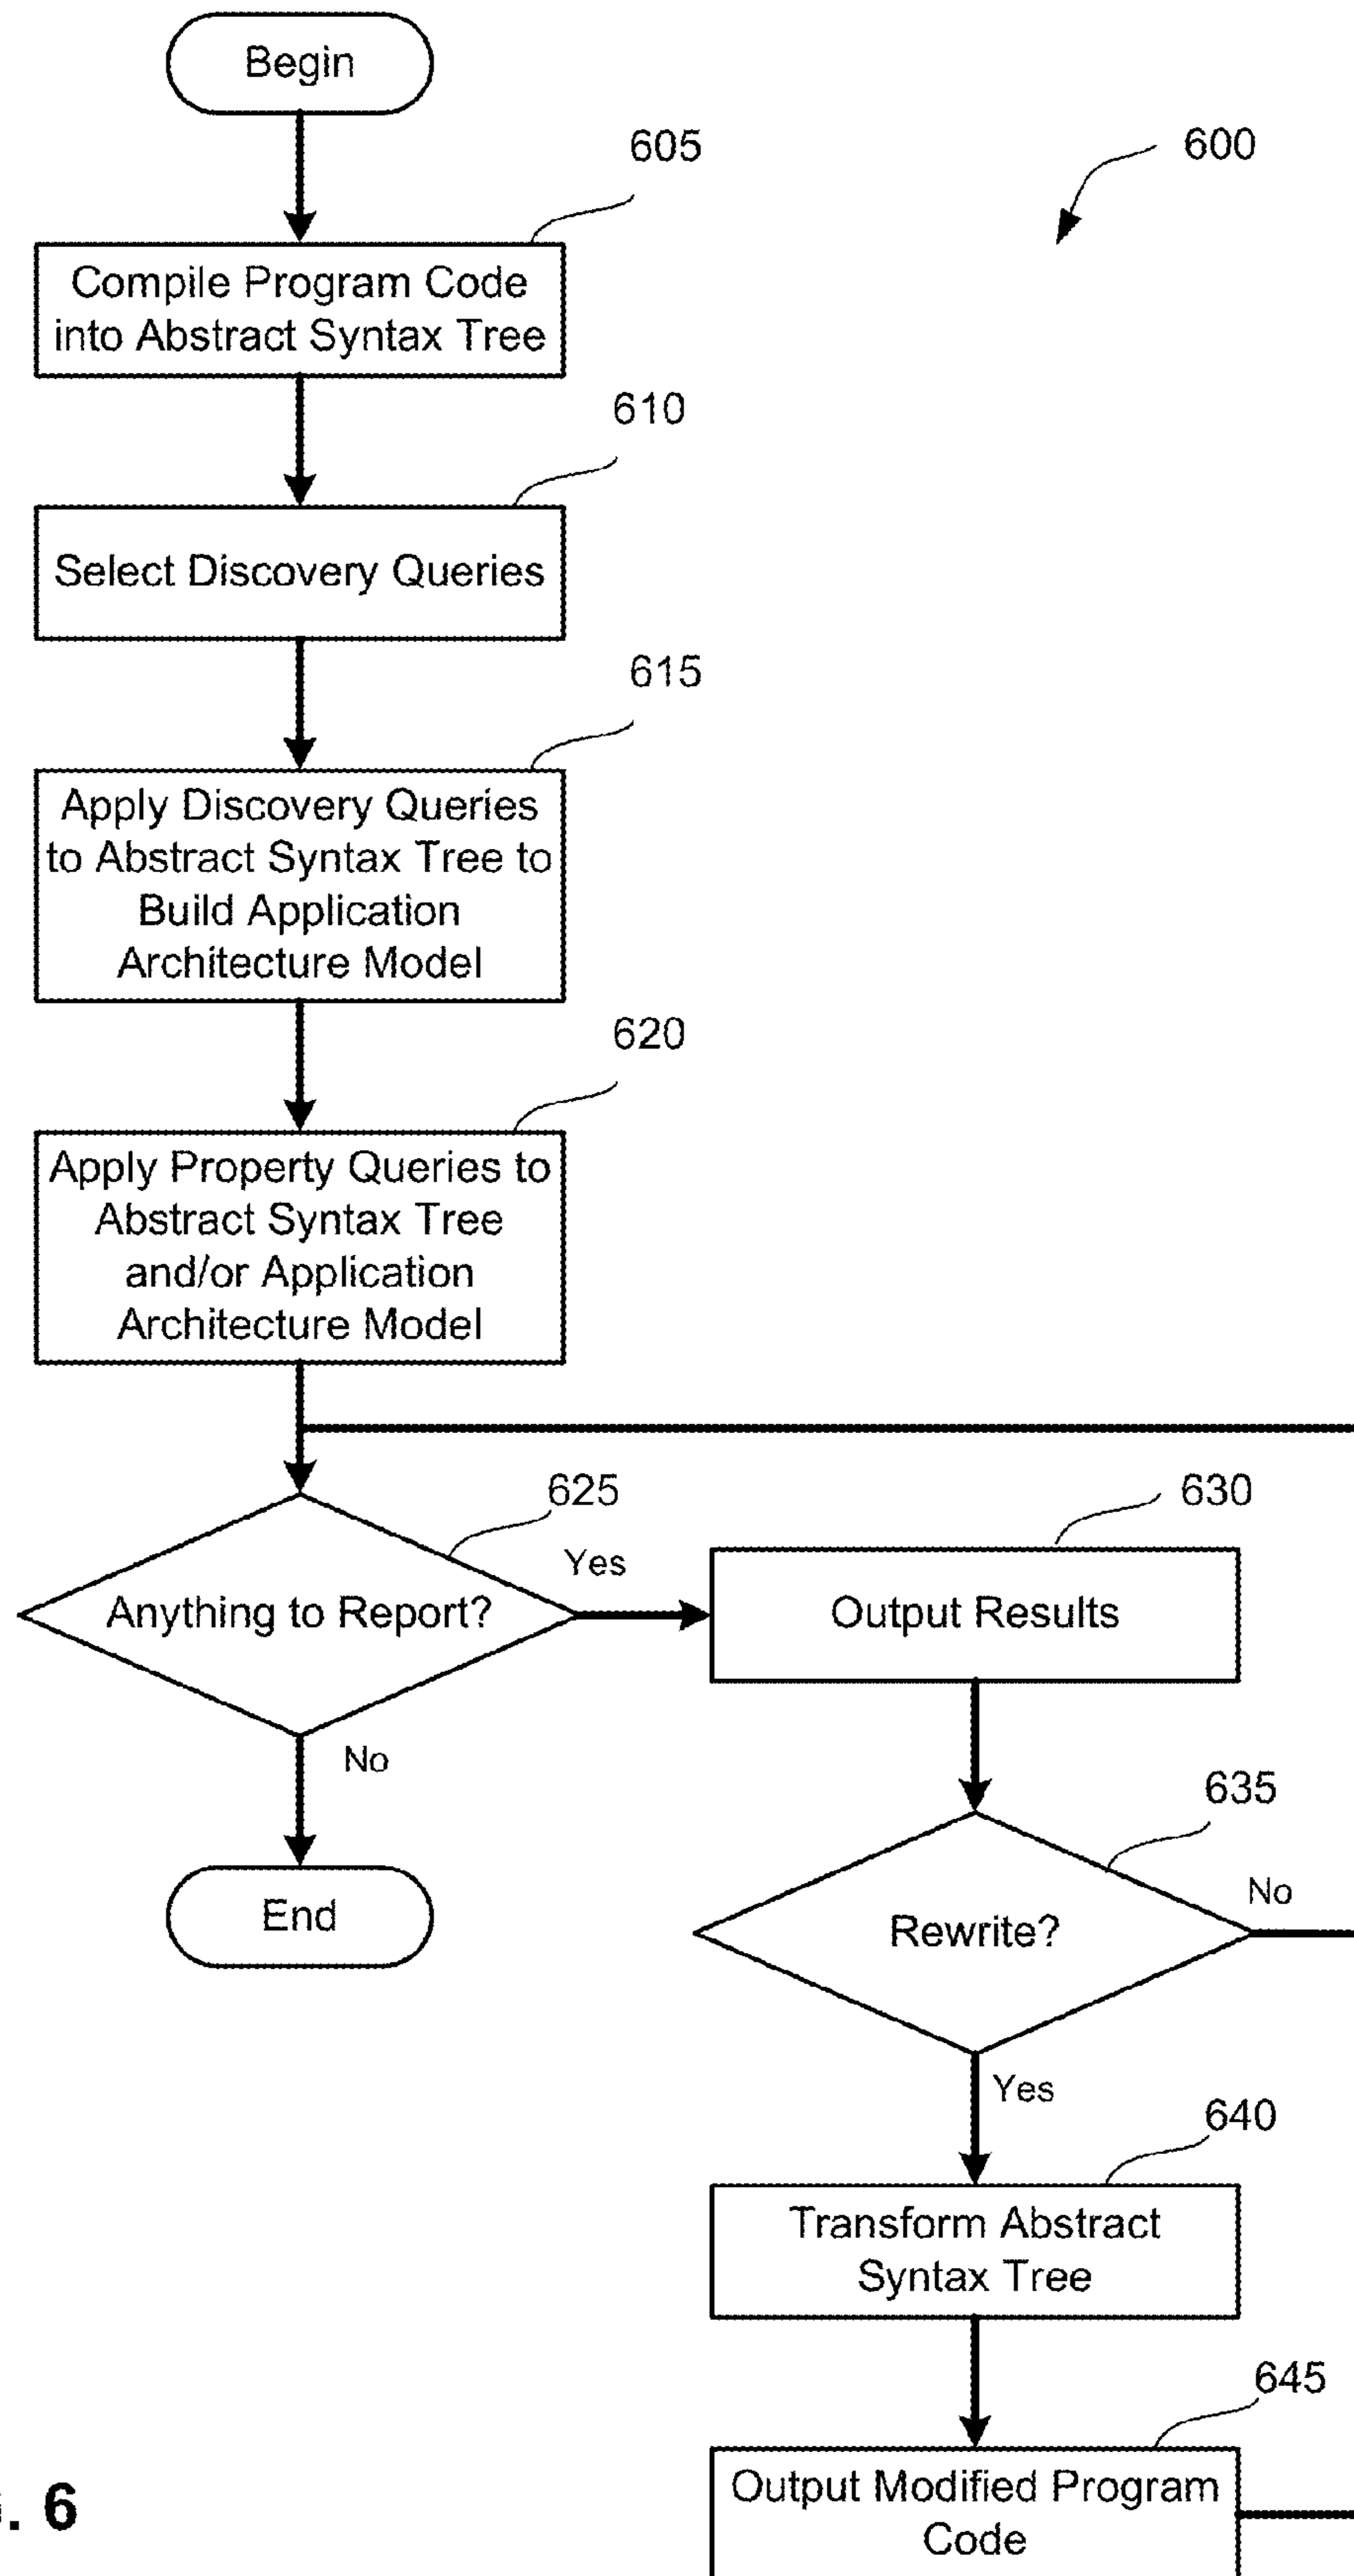 Begin
605
600
Compile Program Code
into Abstract Syntax Tree
610
Select Discovery Queries
615
Apply Discovery Queries
to Abstract Syntax Tree to
Build Application
Architecture Model
620
Apply Property Queries to
Abstract Syntax Tree
and/or Application
Architecture Model
625
630
Yes
Anything to Report?
Output Results
No
635
End
No
Rewrite?
Yes
640
Transform Abstract
Syntax Tree
645
Output Modified Program
Code
. 6